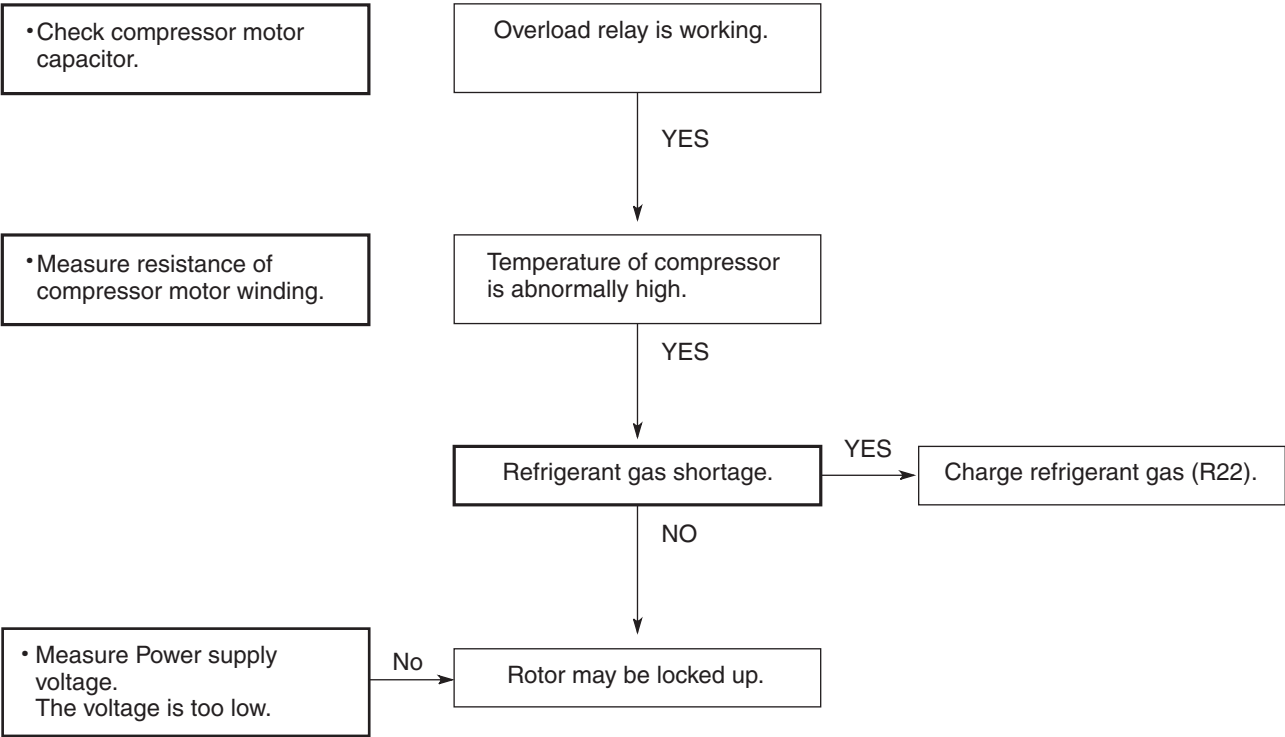 •Check compressor motor
capacitor.
Overload relay is working.
YES
•Measure resistance of
compressor motor winding.
Temperature of compressor
is abnormally high.
YES
Refrigerant gas shortage.
YES
Charge refrigerant gas (R22).
NO
• Measure Power supply
voltage.
The voltage is too low.
No
Rotor may be locked up.